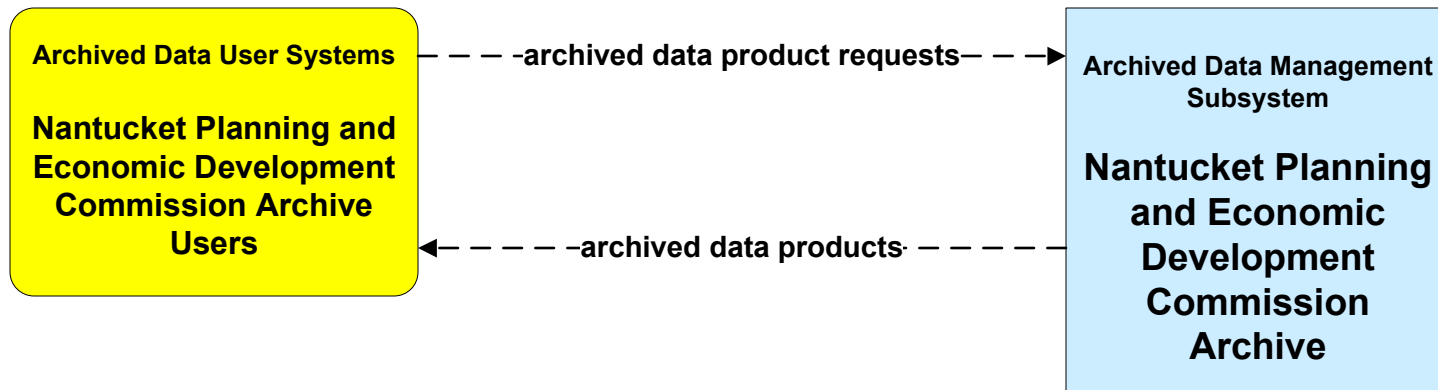 Archived Data User Systems
Nantucket Planning and
Economic Development
Commission Archive
Users
archived data product requests
archived data products
Archived Data Management
Subsystem
Nantucket Planning
and Economic
Development
Commission
Archive